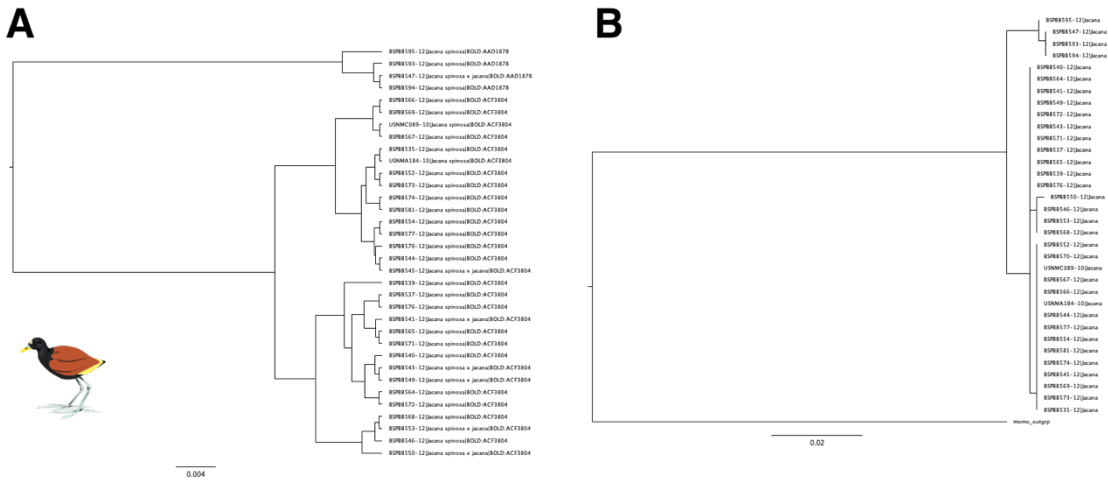 A
BSPBB595-12|Jacana spinosa|BOLD:AAD1878
BSPBB593-12|Jacana spinosa|BOLD:AAD1878
BSPBB547-12|Jacana spinosa x jacana|BOLD:AAD1878
BSPBB594-12|Jacana spinosa|BOLD:AAD1878
BSPBB566-12|Jacana spinosa|BOLD:ACF3804
BSPBB569-12|Jacana spinosa|BOLD:ACF3804
USNMC089-10|Jacana spinosa|BOLD:ACF3804
BSPBB567-12|Jacana spinosa|BOLD:ACF3804
BSPBB535-12|Jacana spinosa|BOLD:ACF3804
USNMA184-10|Jacana spinosa|BOLD:ACF3804
BSPBB552-12|Jacana spinosa|BOLD:ACF3804
BSPBB573-12|Jacana spinosa|BOLD:ACF3804
BSPBB574-12|Jacana spinosa|BOLD:ACF3804
BSPBB581-12|Jacana spinosa|BOLD:ACF3804
BSPBB554-12|Jacana spinosa|BOLD:ACF3804
BSPBB577-12|Jacana spinosa|BOLD:ACF3804
BSPBB570-12|Jacana spinosa|BOLD:ACF3804
BSPBB544-12|Jacana spinosa|BOLD:ACF3804
BSPBB545-12|Jacana spinosa x jacana|BOLD:ACF3804
BSPBB539-12|Jacana spinosa|BOLD:ACF3804
BSPBB537-12|Jacana spinosa|BOLD:ACF3804
BSPBB576-12|Jacana spinosa|BOLD:ACF3804
BSPBB541-12|Jacana spinosa x jacana|BOLD:ACF3804
BSPBB565-12|Jacana spinosa|BOLD:ACF3804
BSPBB571-12|Jacana spinosa|BOLD:ACF3804
BSPBB540-12|Jacana spinosa|BOLD:ACF3804
BSPBB543-12|Jacana spinosa x jacana|BOLD:ACF3804
BSPBB549-12|Jacana spinosa x jacana|BOLD:ACF3804
BSPBB564-12|Jacana spinosa|BOLD:ACF3804
BSPBB572-12|Jacana spinosa|BOLD:ACF3804
BSPBB568-12|Jacana spinosa|BOLD:ACF3804
BSPBB553-12|Jacana spinosa x jacana|BOLD:ACF3804
BSPBB546-12|Jacana spinosa|BOLD:ACF3804
BSPBB550-12|Jacana spinosa x jacana|BOLD:ACF3804
0.004
B
BSPBB595-12|Jacana
BSPBB547-12|Jacana
BSPBB593-12|Jacana
BSPBB594-12|Jacana
BSPBB540-12|Jacana
BSPBB564-12|Jacana
BSPBB541-12|Jacana
BSPBB549-12|Jacana
BSPBB572-12|Jacana
BSPBB543-12|Jacana
BSPBB571-12|Jacana
BSPBB537-12|Jacana
BSPBB565-12|Jacana
BSPBB539-12|Jacana
BSPBB576-12|Jacana
BSPBB550-12|Jacana
BSPBB546-12|Jacana
BSPBB553-12|Jacana
BSPBB568-12|Jacana
BSPBB552-12|Jacana
BSPBB570-12|Jacana
USNMC089-10|Jacana
BSPBB567-12|Jacana
BSPBB566-12|Jacana
USNMA184-10|Jacana
BSPBB544-12|Jacana
BSPBB577-12|Jacana
BSPBB554-12|Jacana
BSPBB581-12|Jacana
BSPBB574-12|Jacana
BSPBB545-12|Jacana
BSPBB569-12|Jacana
BSPBB573-12|Jacana
BSPBB535-12|Jacana
momo_outgrp
0.02